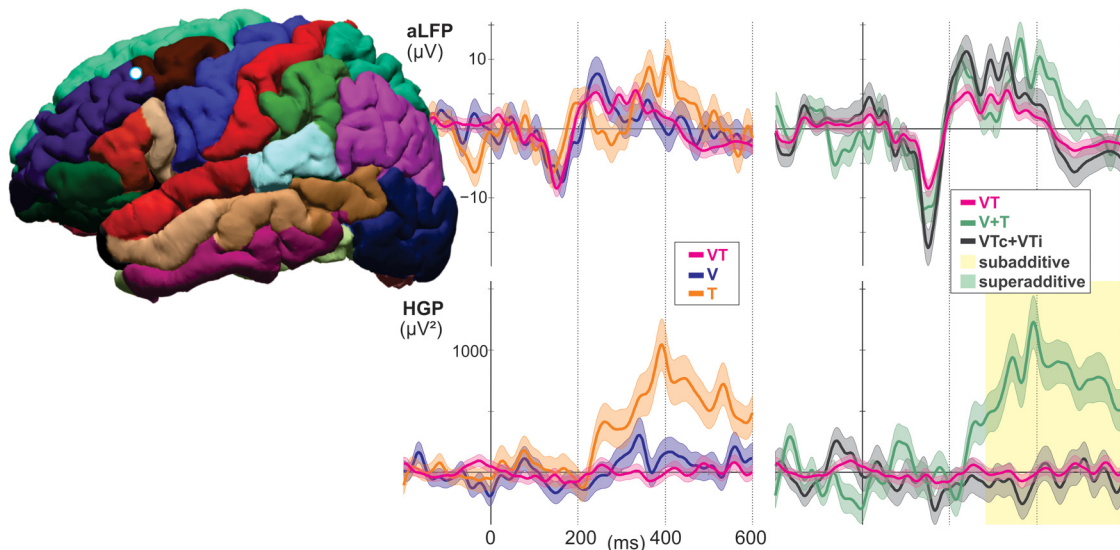 aLFP
(µV)
10
−10
VT
V
T
VT
V+T
VTc+VTi
subadditive
superadditive
HGP
(µV²)
1000
0
200
(ms)
400
600